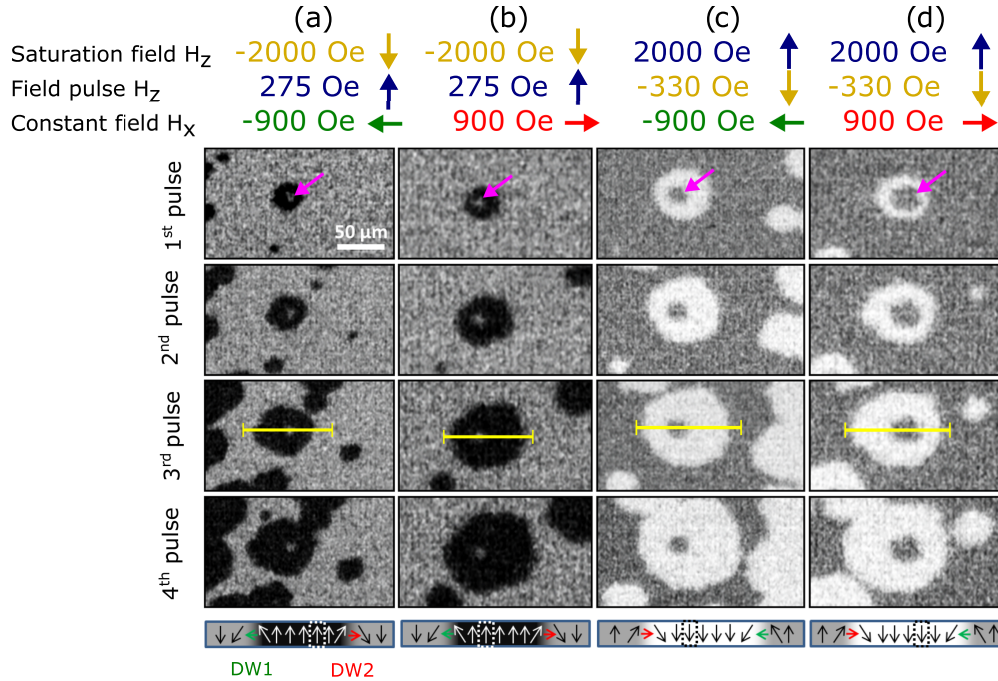 (a) (b) (c) (d)
Saturation field Hz -2000 Oe -2000 Oe 2000 Oe 2000 Oe
Field pulse Hz 275 Oe 275 Oe -330 Oe -330 Oe
Constant field Hx -900 Oe 900 Oe -900 Oe 900 Oe
1st pulse
50 µm
2nd pulse
3rd pulse
4th pulse
DW1 DW2